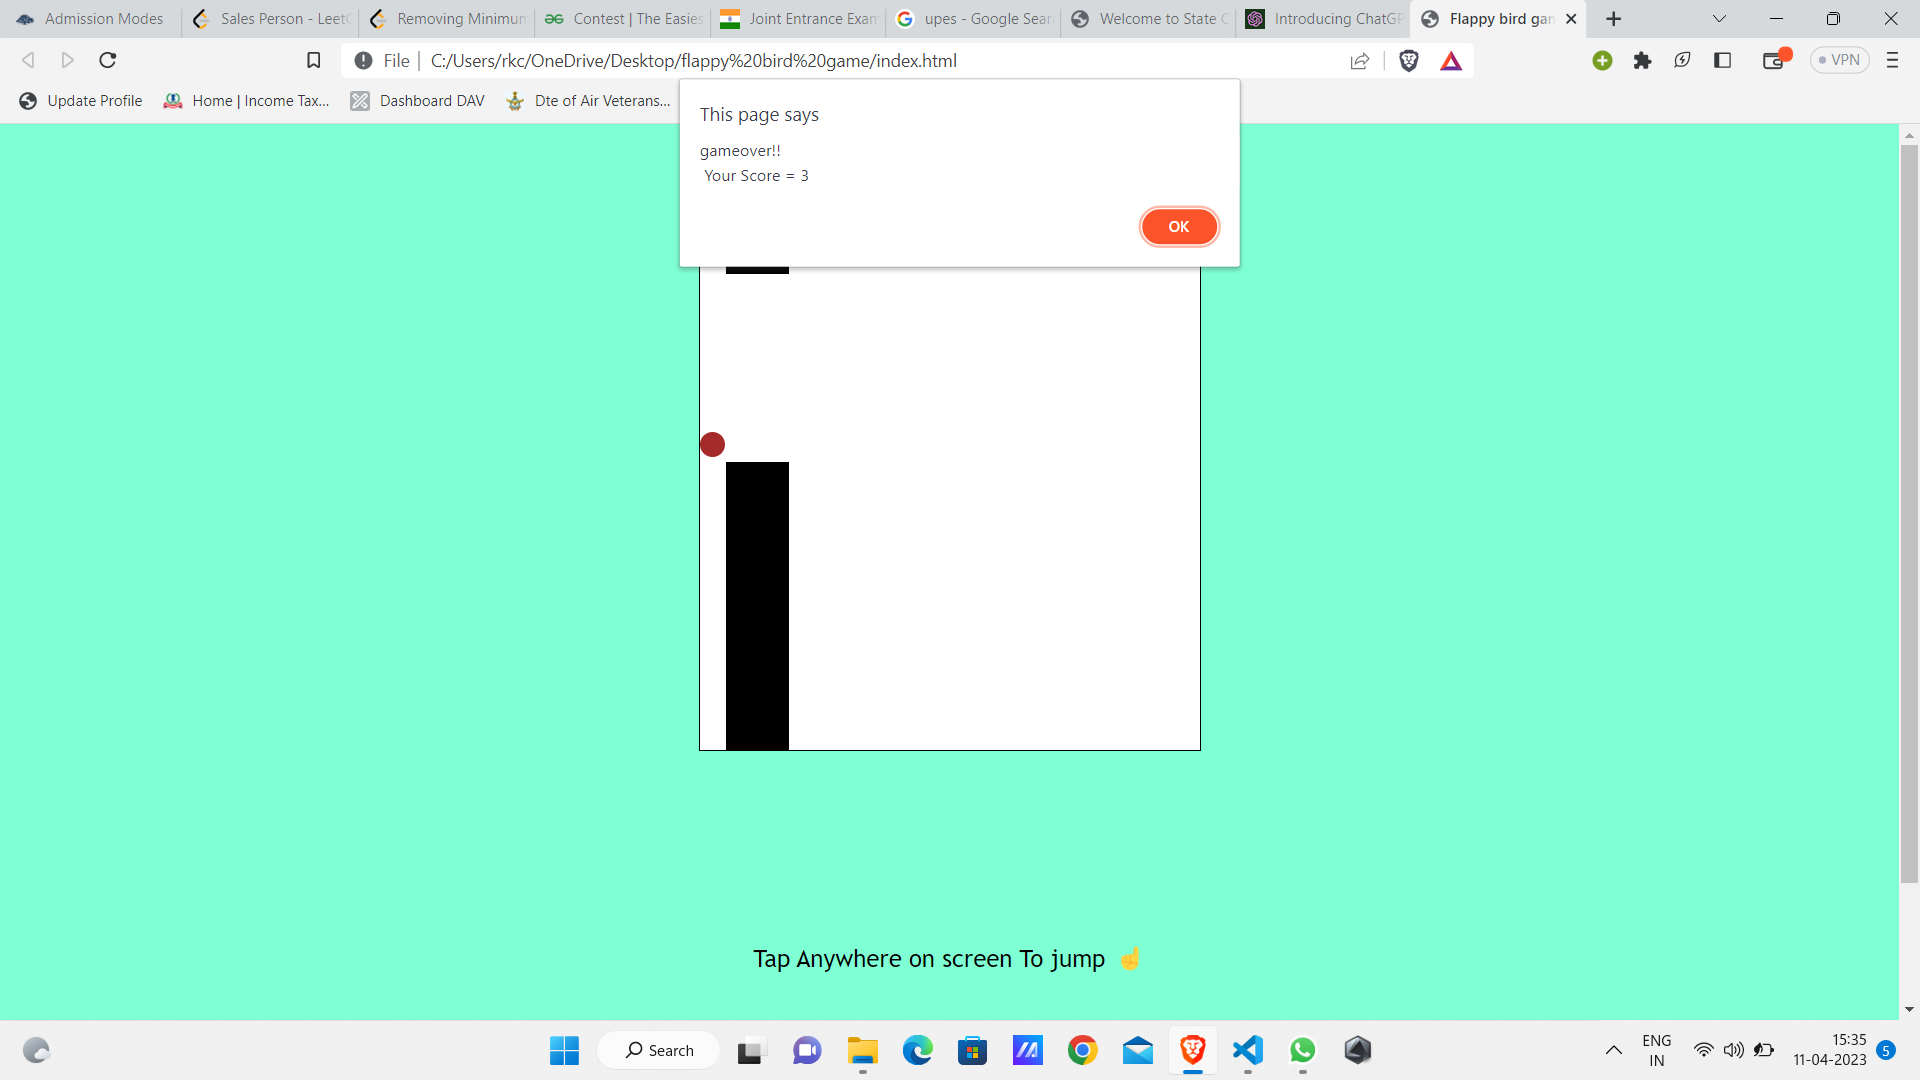 Admission Modes
Sales Person - LeetC
Removing Minimum
Contest | The Easies
Joint Entrance Exam
upes - Google Sear
Welcome to State C
Introducing ChatGP
Flappy bird gam
File
C:/Users/rkc/OneDrive/Desktop/flappy%20bird%20game/index.html
VPN
Update Profile
Home | Income Tax...
Dashboard DAV
Dte of Air Veterans...
This page says
gameover!!
Your Score = 3
OK
Tap Anywhere on screen To jump ☝
Search
ENG
IN
15:35
11-04-2023
5